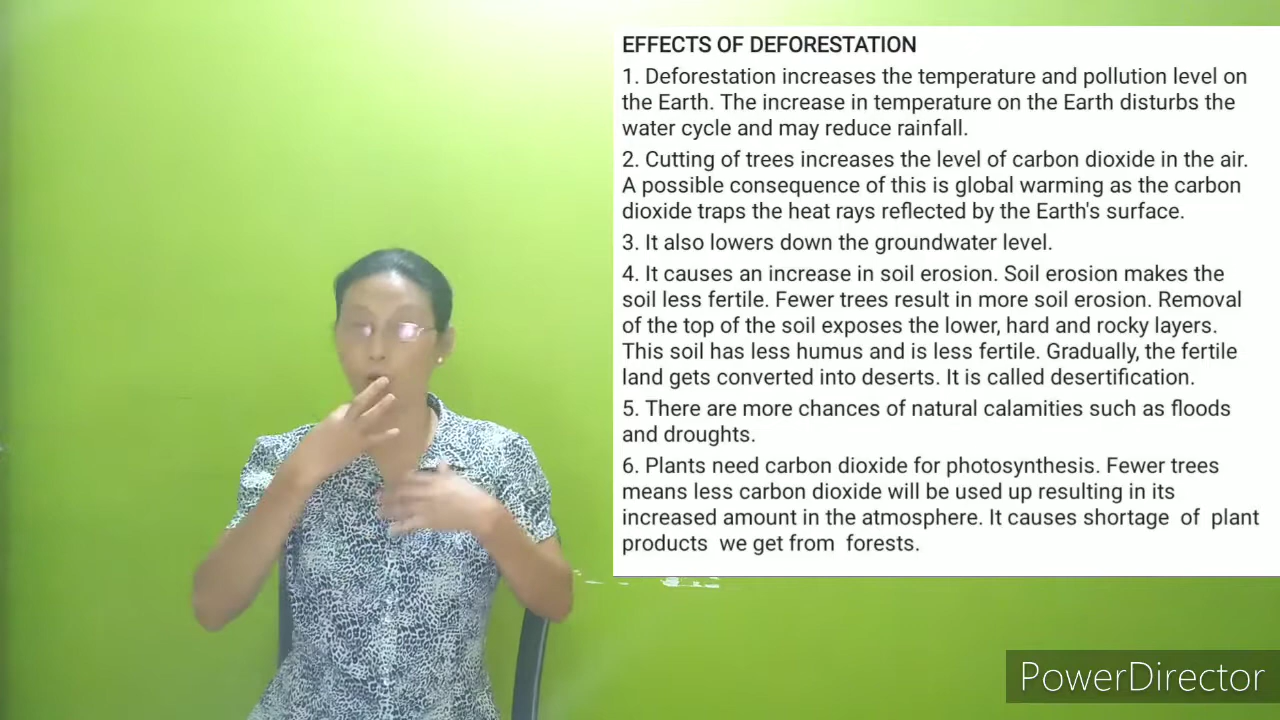 EFFECTS OF DEFORESTATION
1. Deforestation increases the temperature and pollution level on
the Earth. The increase in temperature on the Earth disturbs the
water cycle and may reduce rainfall.
2. Cutting of trees increases the level of carbon dioxide in the air.
A possible consequence of this is global warming as the carbon
dioxide traps the heat rays reflected by the Earth's surface.
3. It also lowers down the groundwater level.
4. It causes an increase in soil erosion. Soil erosion makes the
soil less fertile. Fewer trees result in more soil erosion. Removal
of the top of the soil exposes the lower, hard and rocky layers.
This soil has less humus and is less fertile. Gradually, the fertile
land gets converted into deserts. It is called desertification.
5. There are more chances of natural calamities such as floods
and droughts.
6. Plants need carbon dioxide for photosynthesis. Fewer trees
means less carbon dioxide will be used up resulting in its
increased amount in the atmosphere. It causes shortage of plant
products we get from forests.
PowerDirector